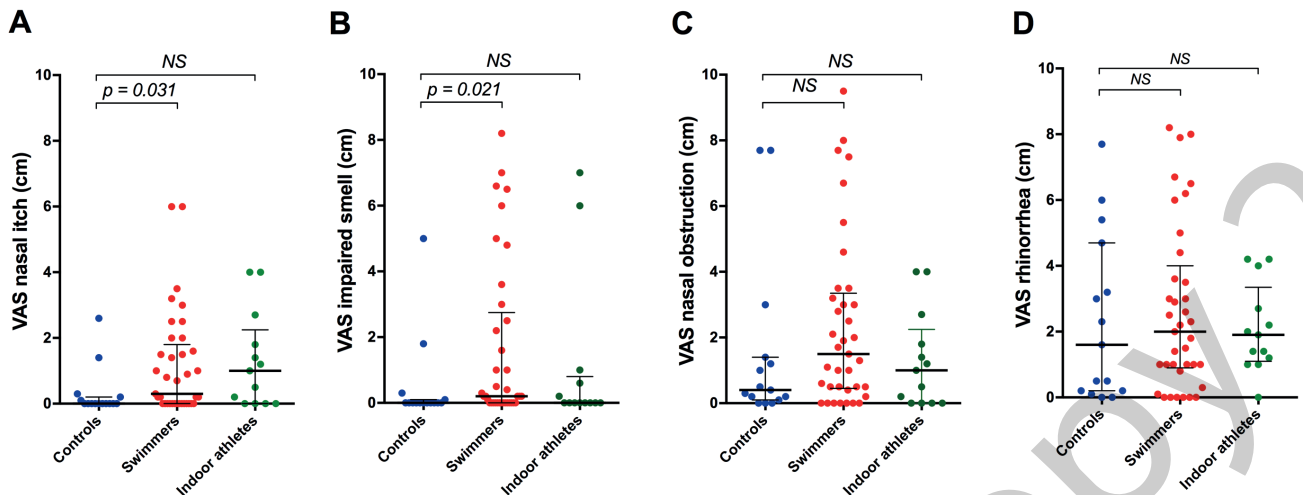 A
NS
p = 0.031
10
8
6
4
2
0
VAS nasal itch (cm)
Controls
Swimmers
Indoor athletes
B
NS
p = 0.021
10
8
6
4
2
0
VAS impaired smell (cm)
Controls
Swimmers
Indoor athletes
C
NS
NS
10
8
6
4
2
0
VAS nasal obstruction (cm)
Controls
Swimmers
Indoor athletes
D
NS
NS
10
8
6
4
2
0
VAS rhinorrhea (cm)
Controls
Swimmers
Indoor athletes